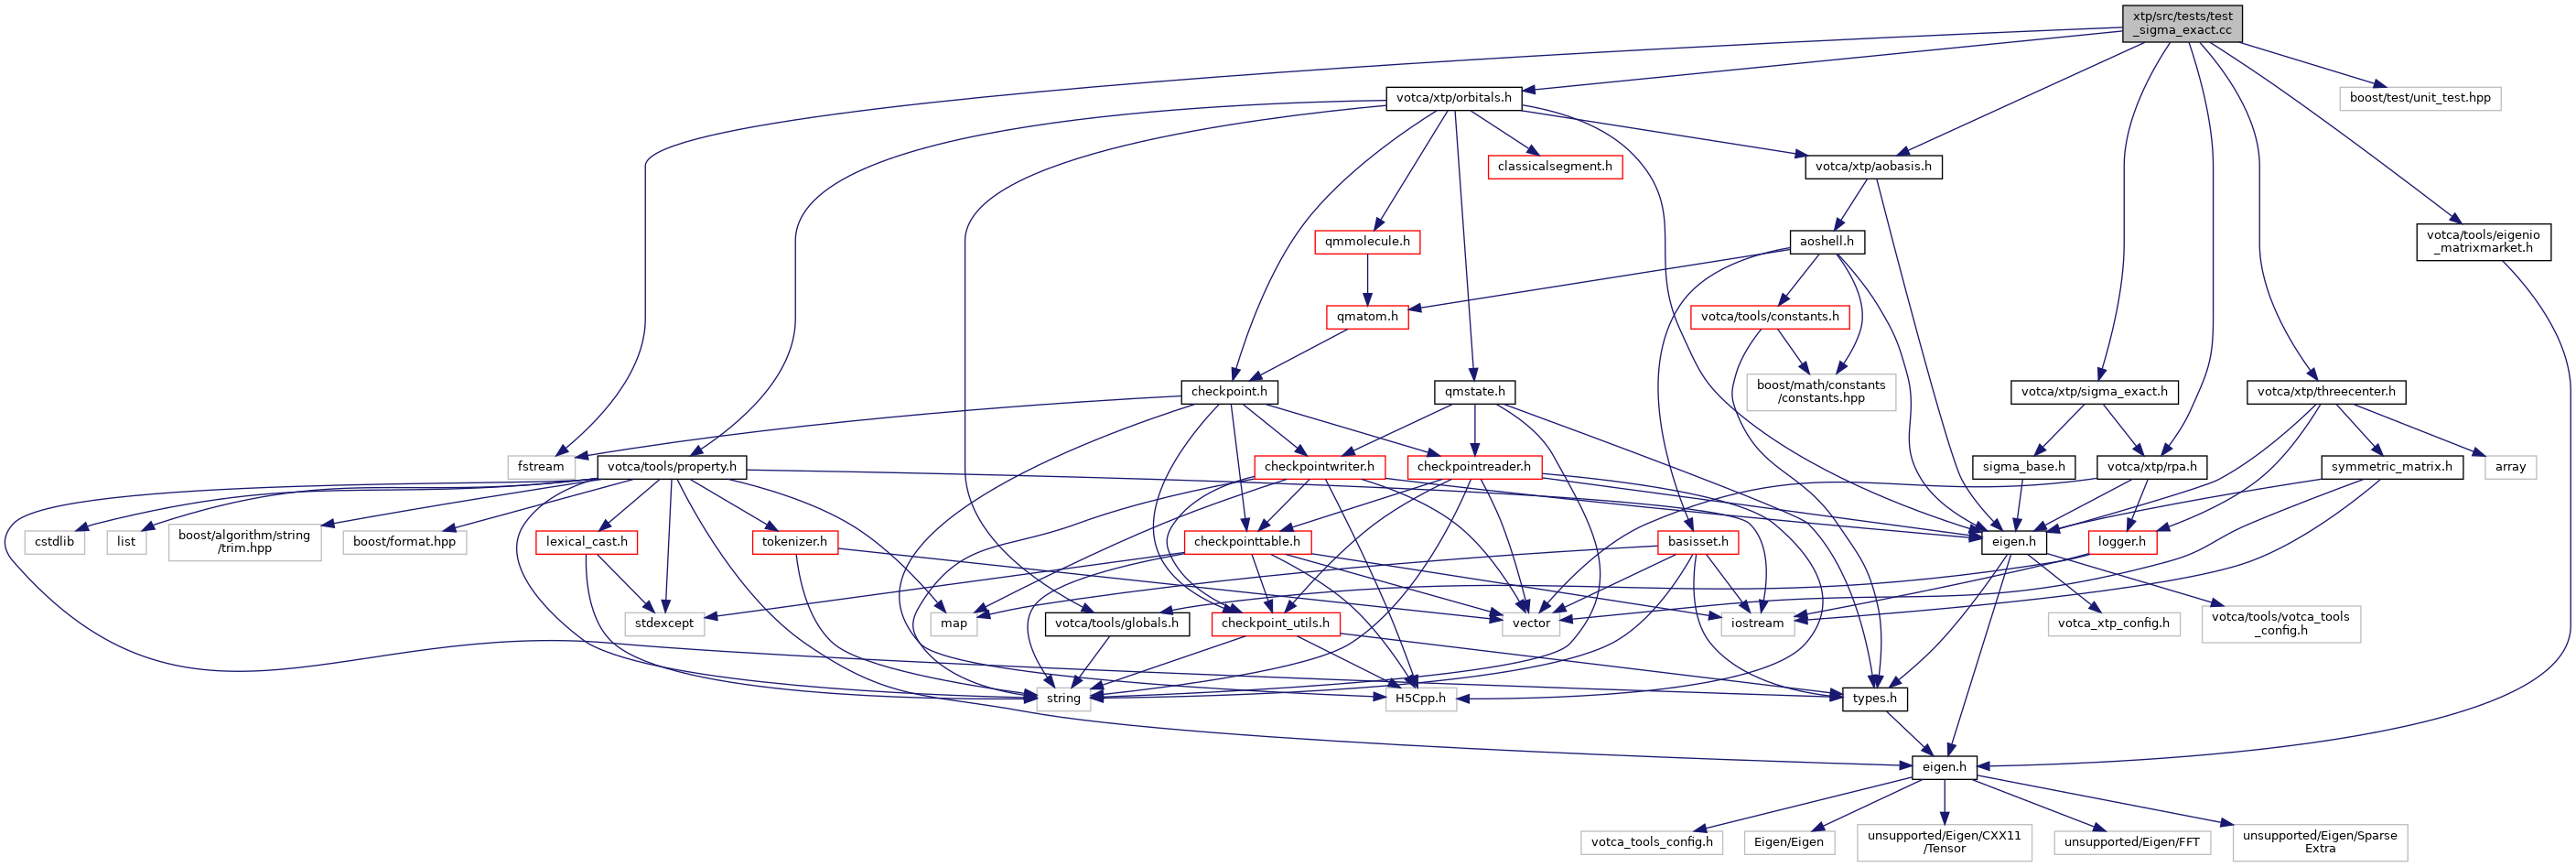 xtp/src/tests/test
_sigma_exact.cc
votca/xtp/orbitals.h
boost/test/unit_test.hpp
classicalsegment.h
votca/xtp/aobasis.h
qmmolecule.h
aoshell.h
votca/tools/eigenio
_matrixmarket.h
qmatom.h
votca/tools/constants.h
checkpoint.h
qmstate.h
boost/math/constants
/constants.hpp
votca/xtp/sigma_exact.h
votca/xtp/threecenter.h
fstream
votca/tools/property.h
checkpointwriter.h
checkpointreader.h
sigma_base.h
votca/xtp/rpa.h
symmetric_matrix.h
array
cstdlib
list
boost/algorithm/string
/trim.hpp
boost/format.hpp
lexical_cast.h
tokenizer.h
checkpointtable.h
basisset.h
eigen.h
logger.h
stdexcept
map
votca/tools/globals.h
checkpoint_utils.h
vector
iostream
votca_xtp_config.h
votca/tools/votca_tools
_config.h
string
H5Cpp.h
types.h
eigen.h
votca_tools_config.h
Eigen/Eigen
unsupported/Eigen/CXX11
/Tensor
unsupported/Eigen/FFT
unsupported/Eigen/Sparse
Extra